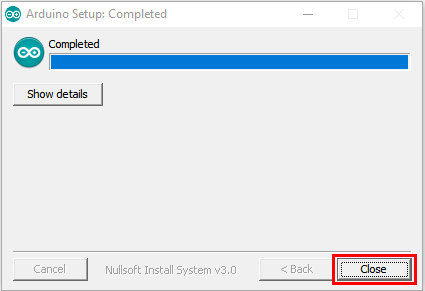 Arduino Setup: Completed
Completed
Show details
Cancel
Nullsoft Install System v3.0
< Back
Close